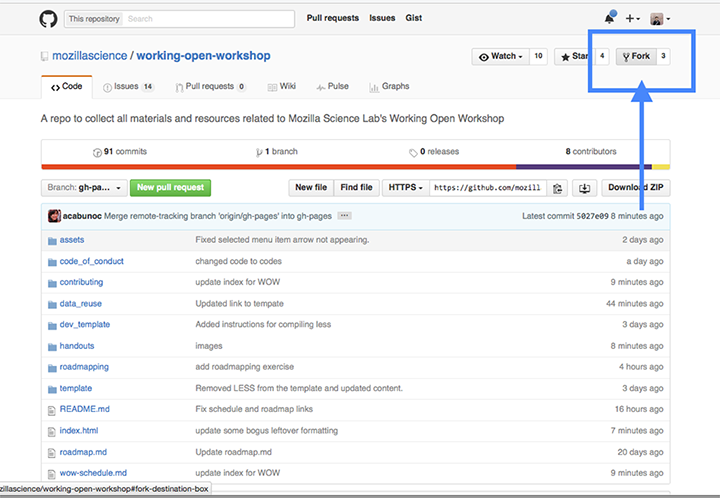 This repository Search Pull requests Issues Gist
mozillascience / working-open-workshop Watch 10 Star 4 Fork 3
Code Issues 14 Pull requests 0 Wiki Pulse Graphs
A repo to collect all materials and resources related to Mozilla Science Lab's Working Open Workshop
91 commits 1 branch 0 releases 8 contributors
Branch: gh-pa... New pull request New file Find file HTTPS https://github.com/mozill Download ZIP
acabunoc Merge remote-tracking branch 'origin/gh-pages' into gh-pages ... Latest commit 5027e09 8 minutes ago
assets Fixed selected menu item arrow not appearing. 2 days ago
code_of_conduct changed code to codes a day ago
contributing update index for WOW 9 minutes ago
data_reuse Updated link to tempate 44 minutes ago
dev_template Added instructions for compiling less 3 days ago
handouts images 8 minutes ago
roadmapping add roadmapping exercise 4 hours ago
template Removed LESS from the template and updated content. 3 days ago
README.md Fix schedule and roadmap links 16 hours ago
index.html update some bogus leftover formatting 7 minutes ago
roadmap.md Update roadmap.md 20 days ago
wow-schedule.md update index for WOW 9 minutes ago
zillascience/working-open-workshop#fork-destination-box